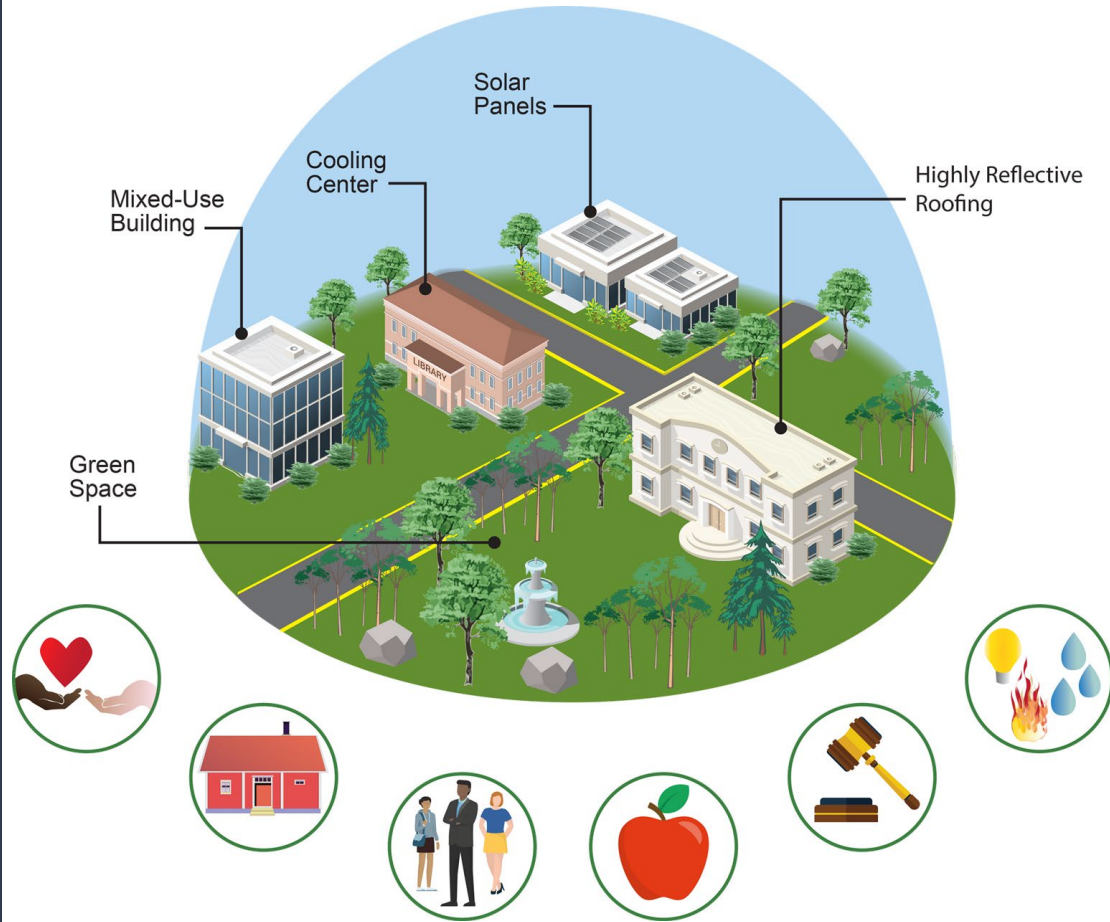 Solar
Panels
Cooling
Center
Highly Reflective
Roofing
Mixed-Use
Building
LIBRARY
Green
Space